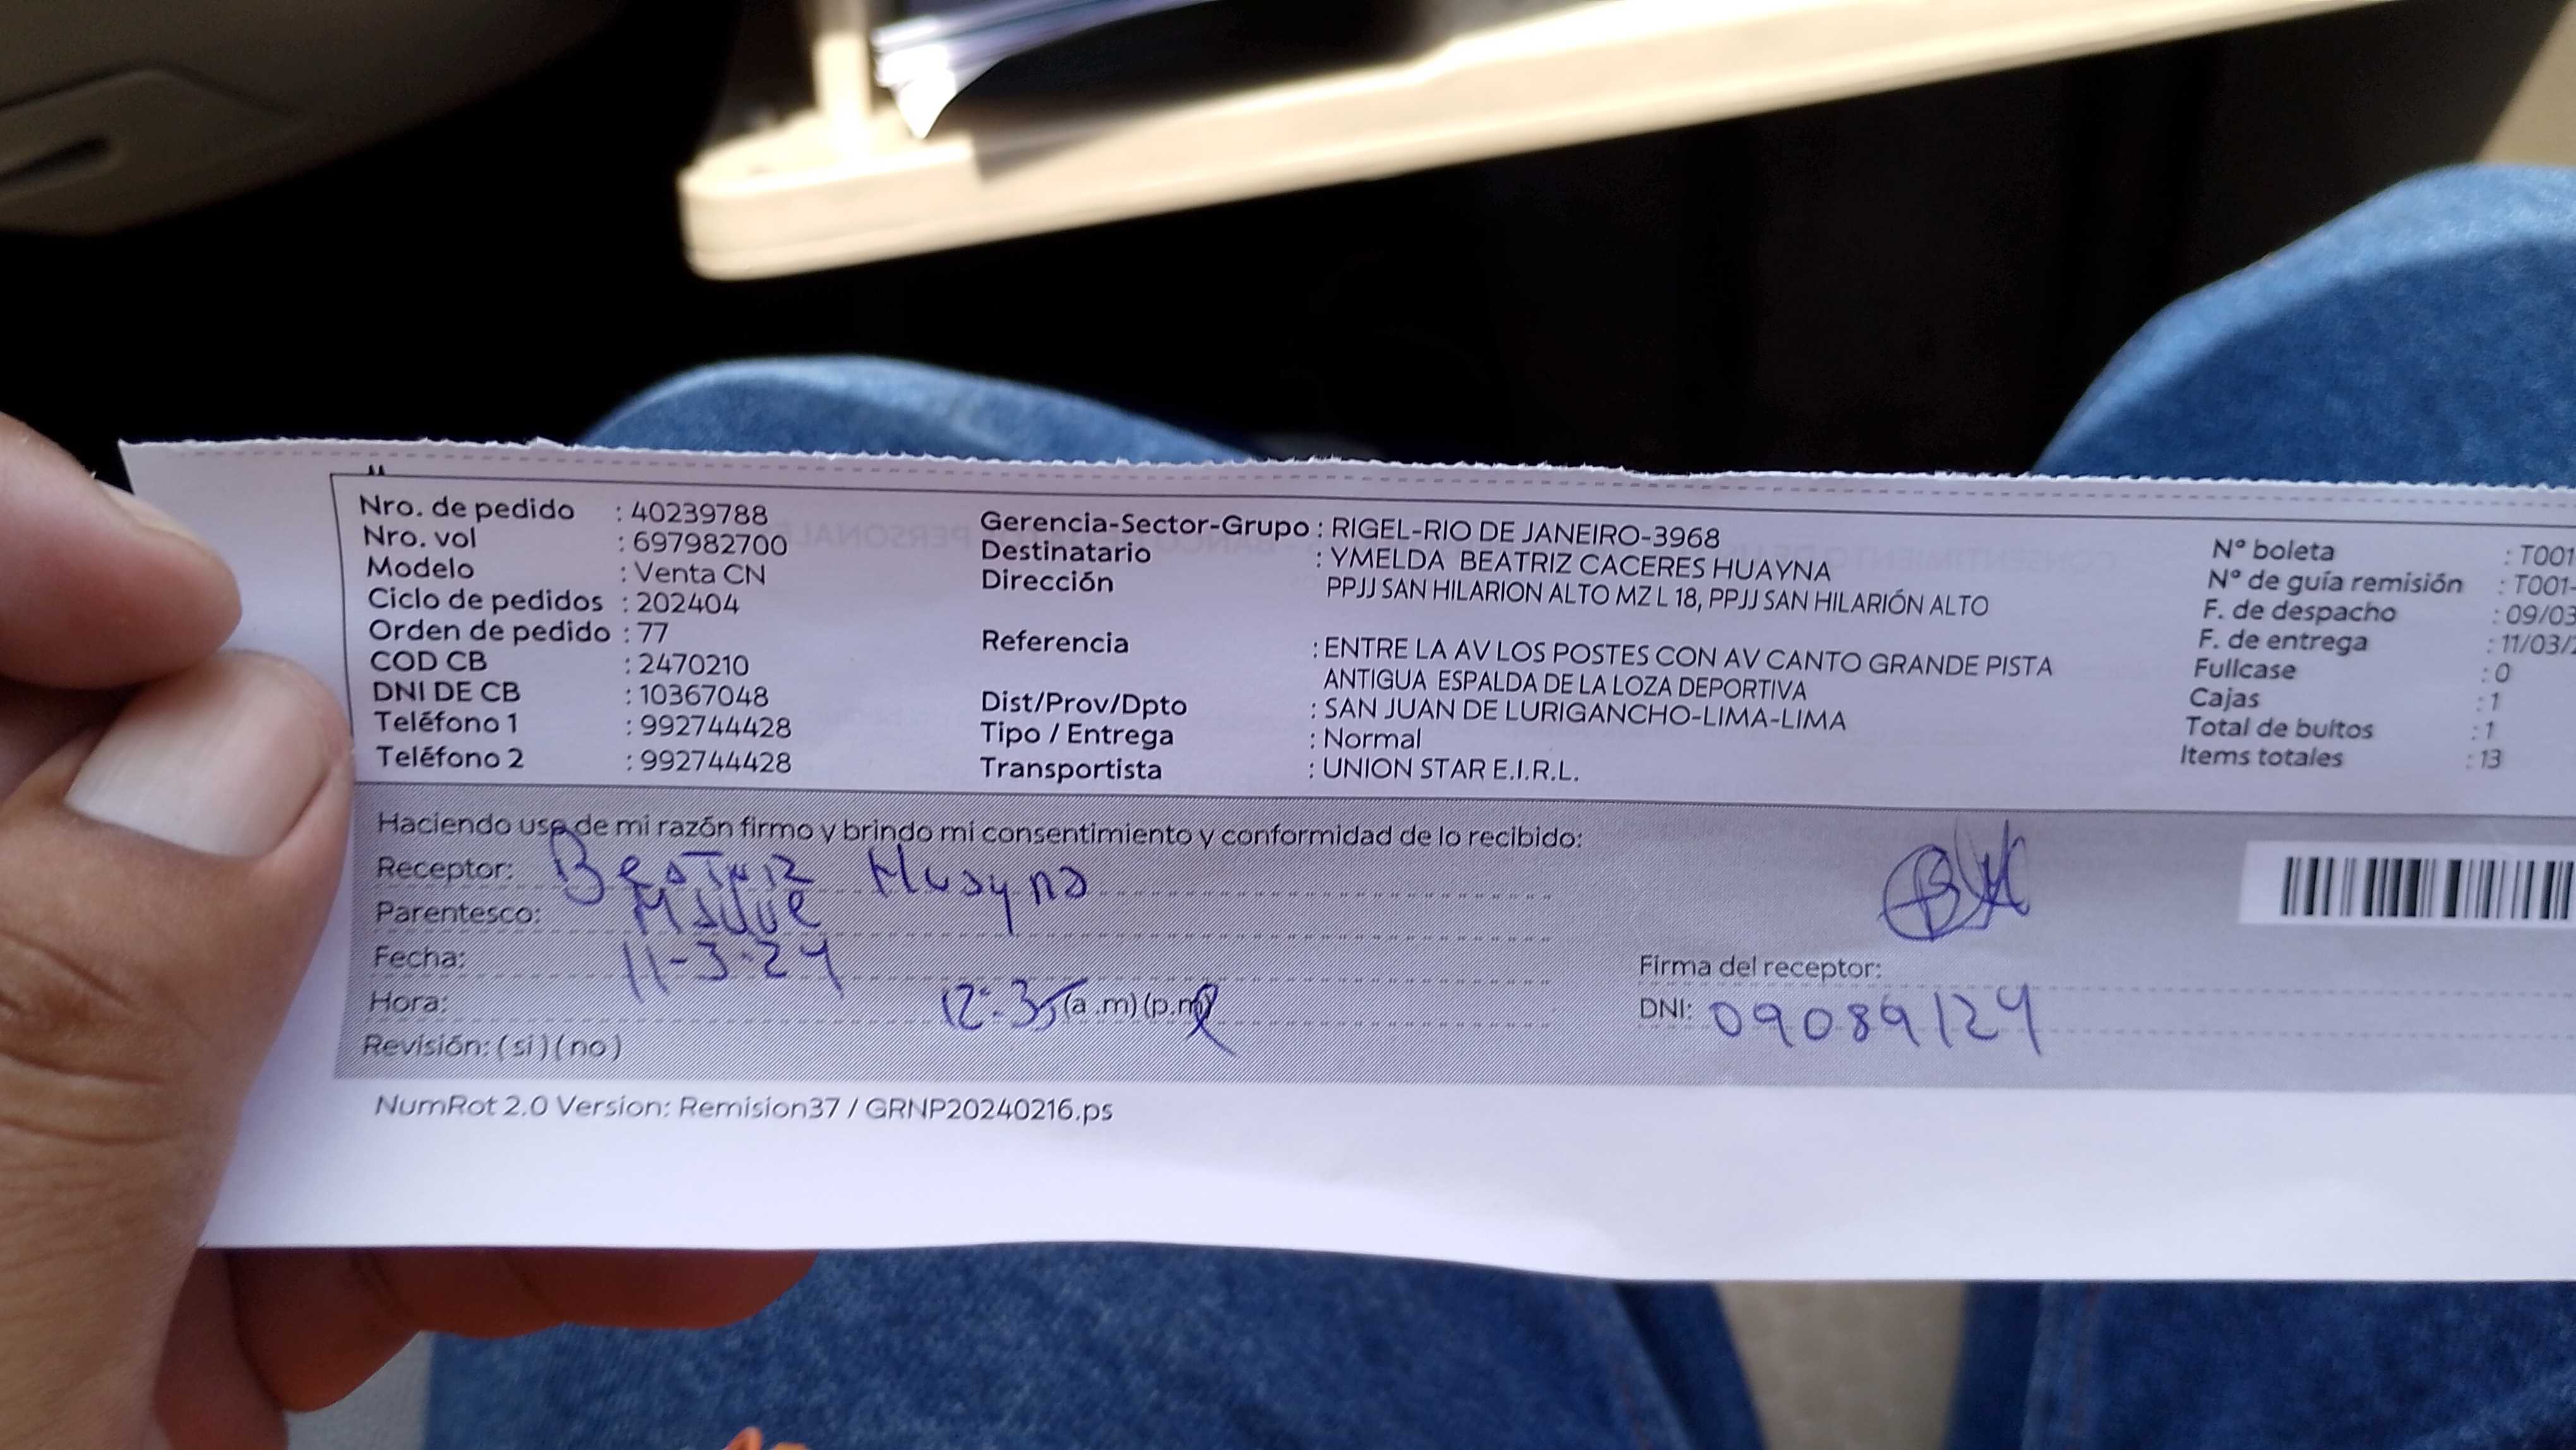 Nro. de pedido : 40239788
Nro. vol : 697982700
Modelo : Venta CN
Ciclo de pedidos : 202404
Orden de pedido : 77
COD CB : 2470210
DNI DE CB : 10367048
Teléfono 1 : 992744428
Teléfono 2 : 992744428
Gerencia-Sector-Grupo : RIGEL-RIO DE JANEIRO-3968
Destinatario : YMELDA BEATRIZ CACERES HUAYNA
Dirección PPJJ SAN HILARION ALTO MZ L 18, PPJJ SAN HILARIÓN ALTO
Referencia : ENTRE LA AV LOS POSTES CON AV CANTO GRANDE PISTA
ANTIGUA ESPALDA DE LA LOZA DEPORTIVA
Dist/Prov/Dpto : SAN JUAN DE LURIGANCHO-LIMA-LIMA
Tipo / Entrega : Normal
Transportista : UNION STAR E.I.R.L.
Nº boleta : T001
Nº de guía remisión : T001-
F. de despacho : 09/03
F. de entrega : 11/03/2
Fullcase : 0
Cajas : 1
Total de bultos : 1
Items totales : 13
Haciendo uso de mi razón firmo y brindo mi consentimiento y conformidad de lo recibido:
Receptor: Beatriz Huayna
Parentesco: Madre
Fecha: 11-3-24
Hora: 12:35 (a.m) (p.m)
Revisión: (si) (no)
Firma del receptor:
DNI: 09089124
NumRot 2.0 Version: Remision37 / GRNP20240216.ps